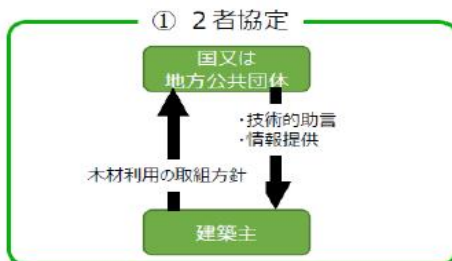 ① 2者協定
国又は
地方公共団体
・技術的助言
・情報提供
木材利用の取組方針
建築主